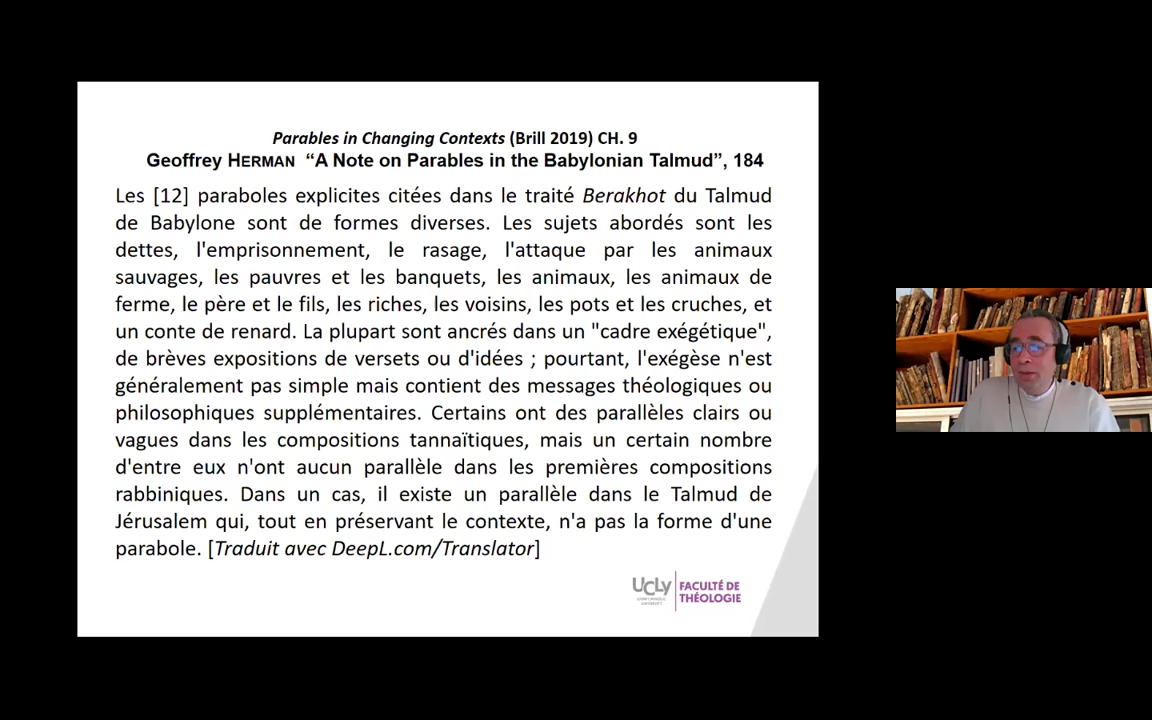 Parables in Changing Contexts (Brill 2019) CH. 9
Geoffrey HERMAN “A Note on Parables in the Babylonian Talmud”, 184
Les [12] paraboles explicites citées dans le traité Berakhot du Talmud
de Babylone sont de formes diverses. Les sujets abordés sont les
dettes, l'emprisonnement, le rasage, l'attaque par les animaux
sauvages, les pauvres et les banquets, les animaux, les animaux de
ferme, le père et le fils, les riches, les voisins, les pots et les cruches, et
un conte de renard. La plupart sont ancrés dans un "cadre exégétique",
de brèves expositions de versets ou d'idées ; pourtant, l'exégèse n'est
généralement pas simple mais contient des messages théologiques ou
philosophiques supplémentaires. Certains ont des parallèles clairs ou
vagues dans les compositions tannaïtiques, mais un certain nombre
d'entre eux n'ont aucun parallèle dans les premières compositions
rabbiniques. Dans un cas, il existe un parallèle dans le Talmud de
Jérusalem qui, tout en préservant le contexte, n'a pas la forme d'une
parabole. [Traduit avec DeepL.com/Translator]
UCLy
FACULTÉ DE
THÉOLOGIE